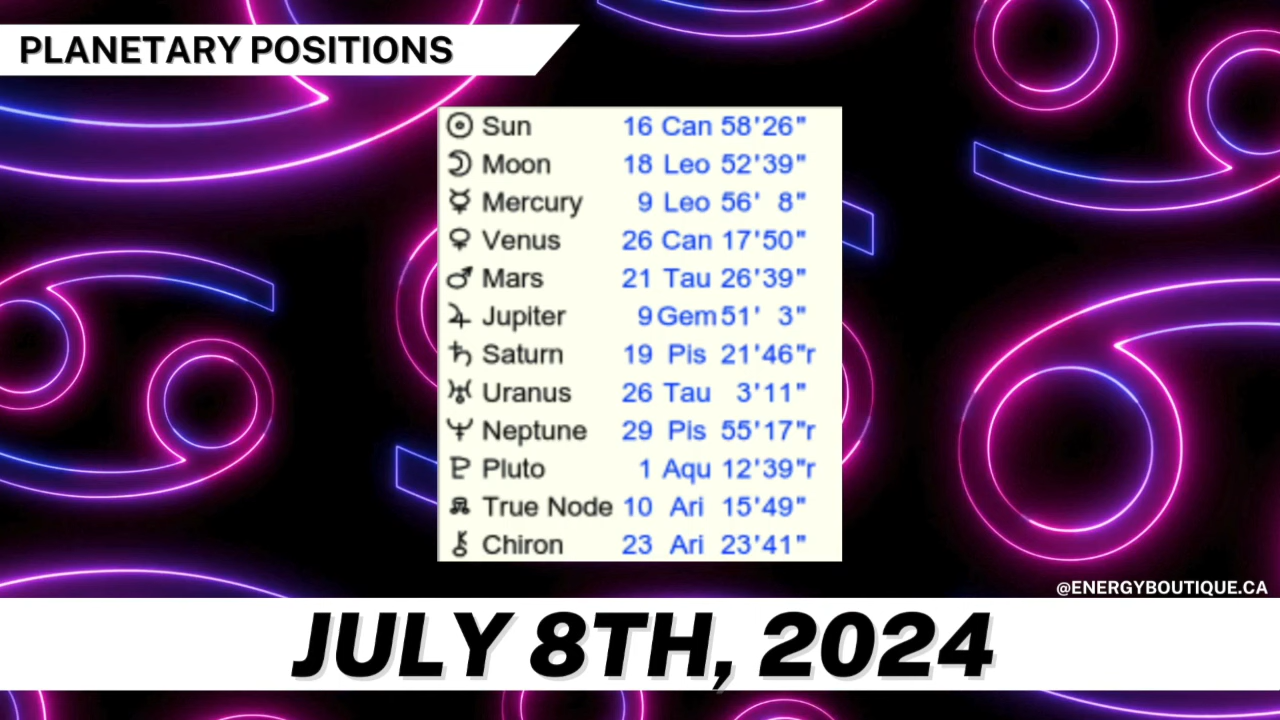 PLANETARY POSITIONS
☉ Sun 16 Can 58'26"
☽ Moon 18 Leo 52'39"
☿ Mercury 9 Leo 56' 8"
♀ Venus 26 Can 17'50"
♂ Mars 21 Tau 26'39"
♃ Jupiter 9 Gem 51' 3"
♄ Saturn 19 Pis 21'46"r
♅ Uranus 26 Tau 3'11"
♆ Neptune 29 Pis 55'17"r
♇ Pluto 1 Aqu 12'39"r
☊ True Node 10 Ari 15'49"
⚷ Chiron 23 Ari 23'41"
@ENERGYBOUTIQUE.CA
JULY 8TH, 2024